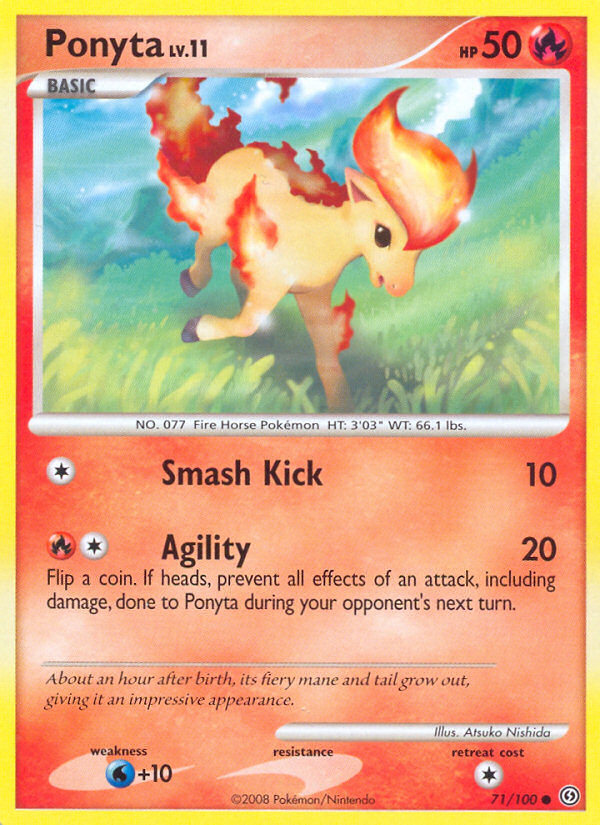 Ponyta LV.11 HP 50
BASIC
NO. 077 Fire Horse Pokémon HT: 3'03" WT: 66.1 lbs.
Smash Kick 10
Agility 20
Flip a coin. If heads, prevent all effects of an attack, including
damage, done to Ponyta during your opponent's next turn.
About an hour after birth, its fiery mane and tail grow out,
giving it an impressive appearance.
Illus. Atsuko Nishida
weakness resistance retreat cost
+10
©2008 Pokémon/Nintendo 71/100